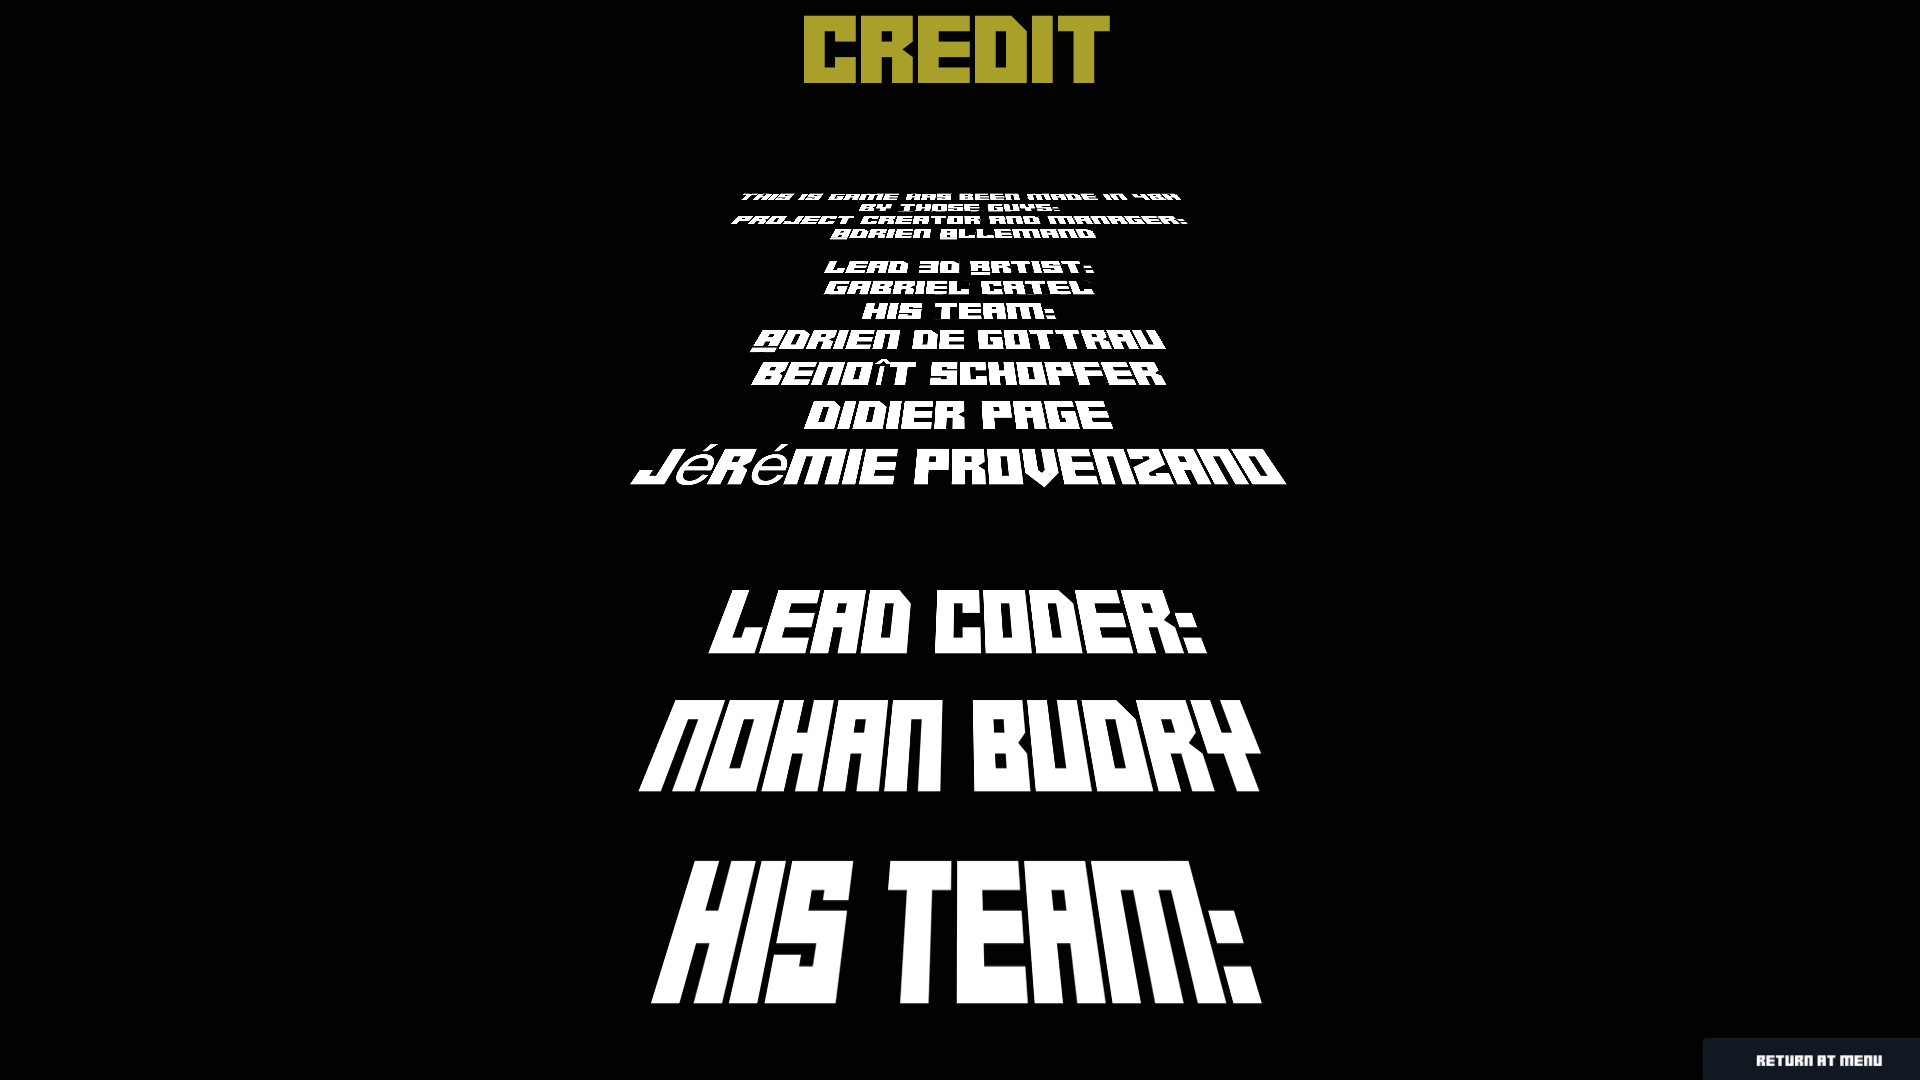 CREDIT
THIS IS GAME HAS BEEN MADE IN 48H
BY THOSE GUYS:
PROJECT CREATOR AND MANAGER:
ADRIEN ALLEMAND
LEAD 3D ARTIST:
GABRIEL CATEL
HIS TEAM:
ADRIEN DE GOTTRAU
BENOîT SCHOPFER
DIDIER PAGE
JéRéMIE PROVENZANO
LEAD CODER:
NOHAN BUDRY
HIS TEAM:
RETURN AT MENU